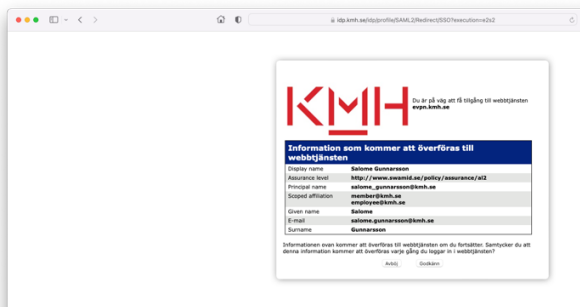 idp.kmh.se/idp/profile/SAML2/Redirect/SSO?execution=e2s2
KMH
Du är på väg att få tillgång till webbtjänsten
evpn.kmh.se
Information som kommer att överföras till
webbtjänsten
Display name Salome Gunnarsson
Assurance level http://www.swamid.se/policy/assurance/al2
Principal name salome_gunnarsson@kmh.se
Scoped affiliation member@kmh.se
employee@kmh.se
Given name Salome
E-mail salome.gunnarsson@kmh.se
Surname Gunnarsson
Informationen ovan kommer att överföras till webbtjänsten om du fortsätter. Samtycker du att
denna information kommer att överföras varje gång du loggar in i webbtjänsten?
Avböj Godkänn